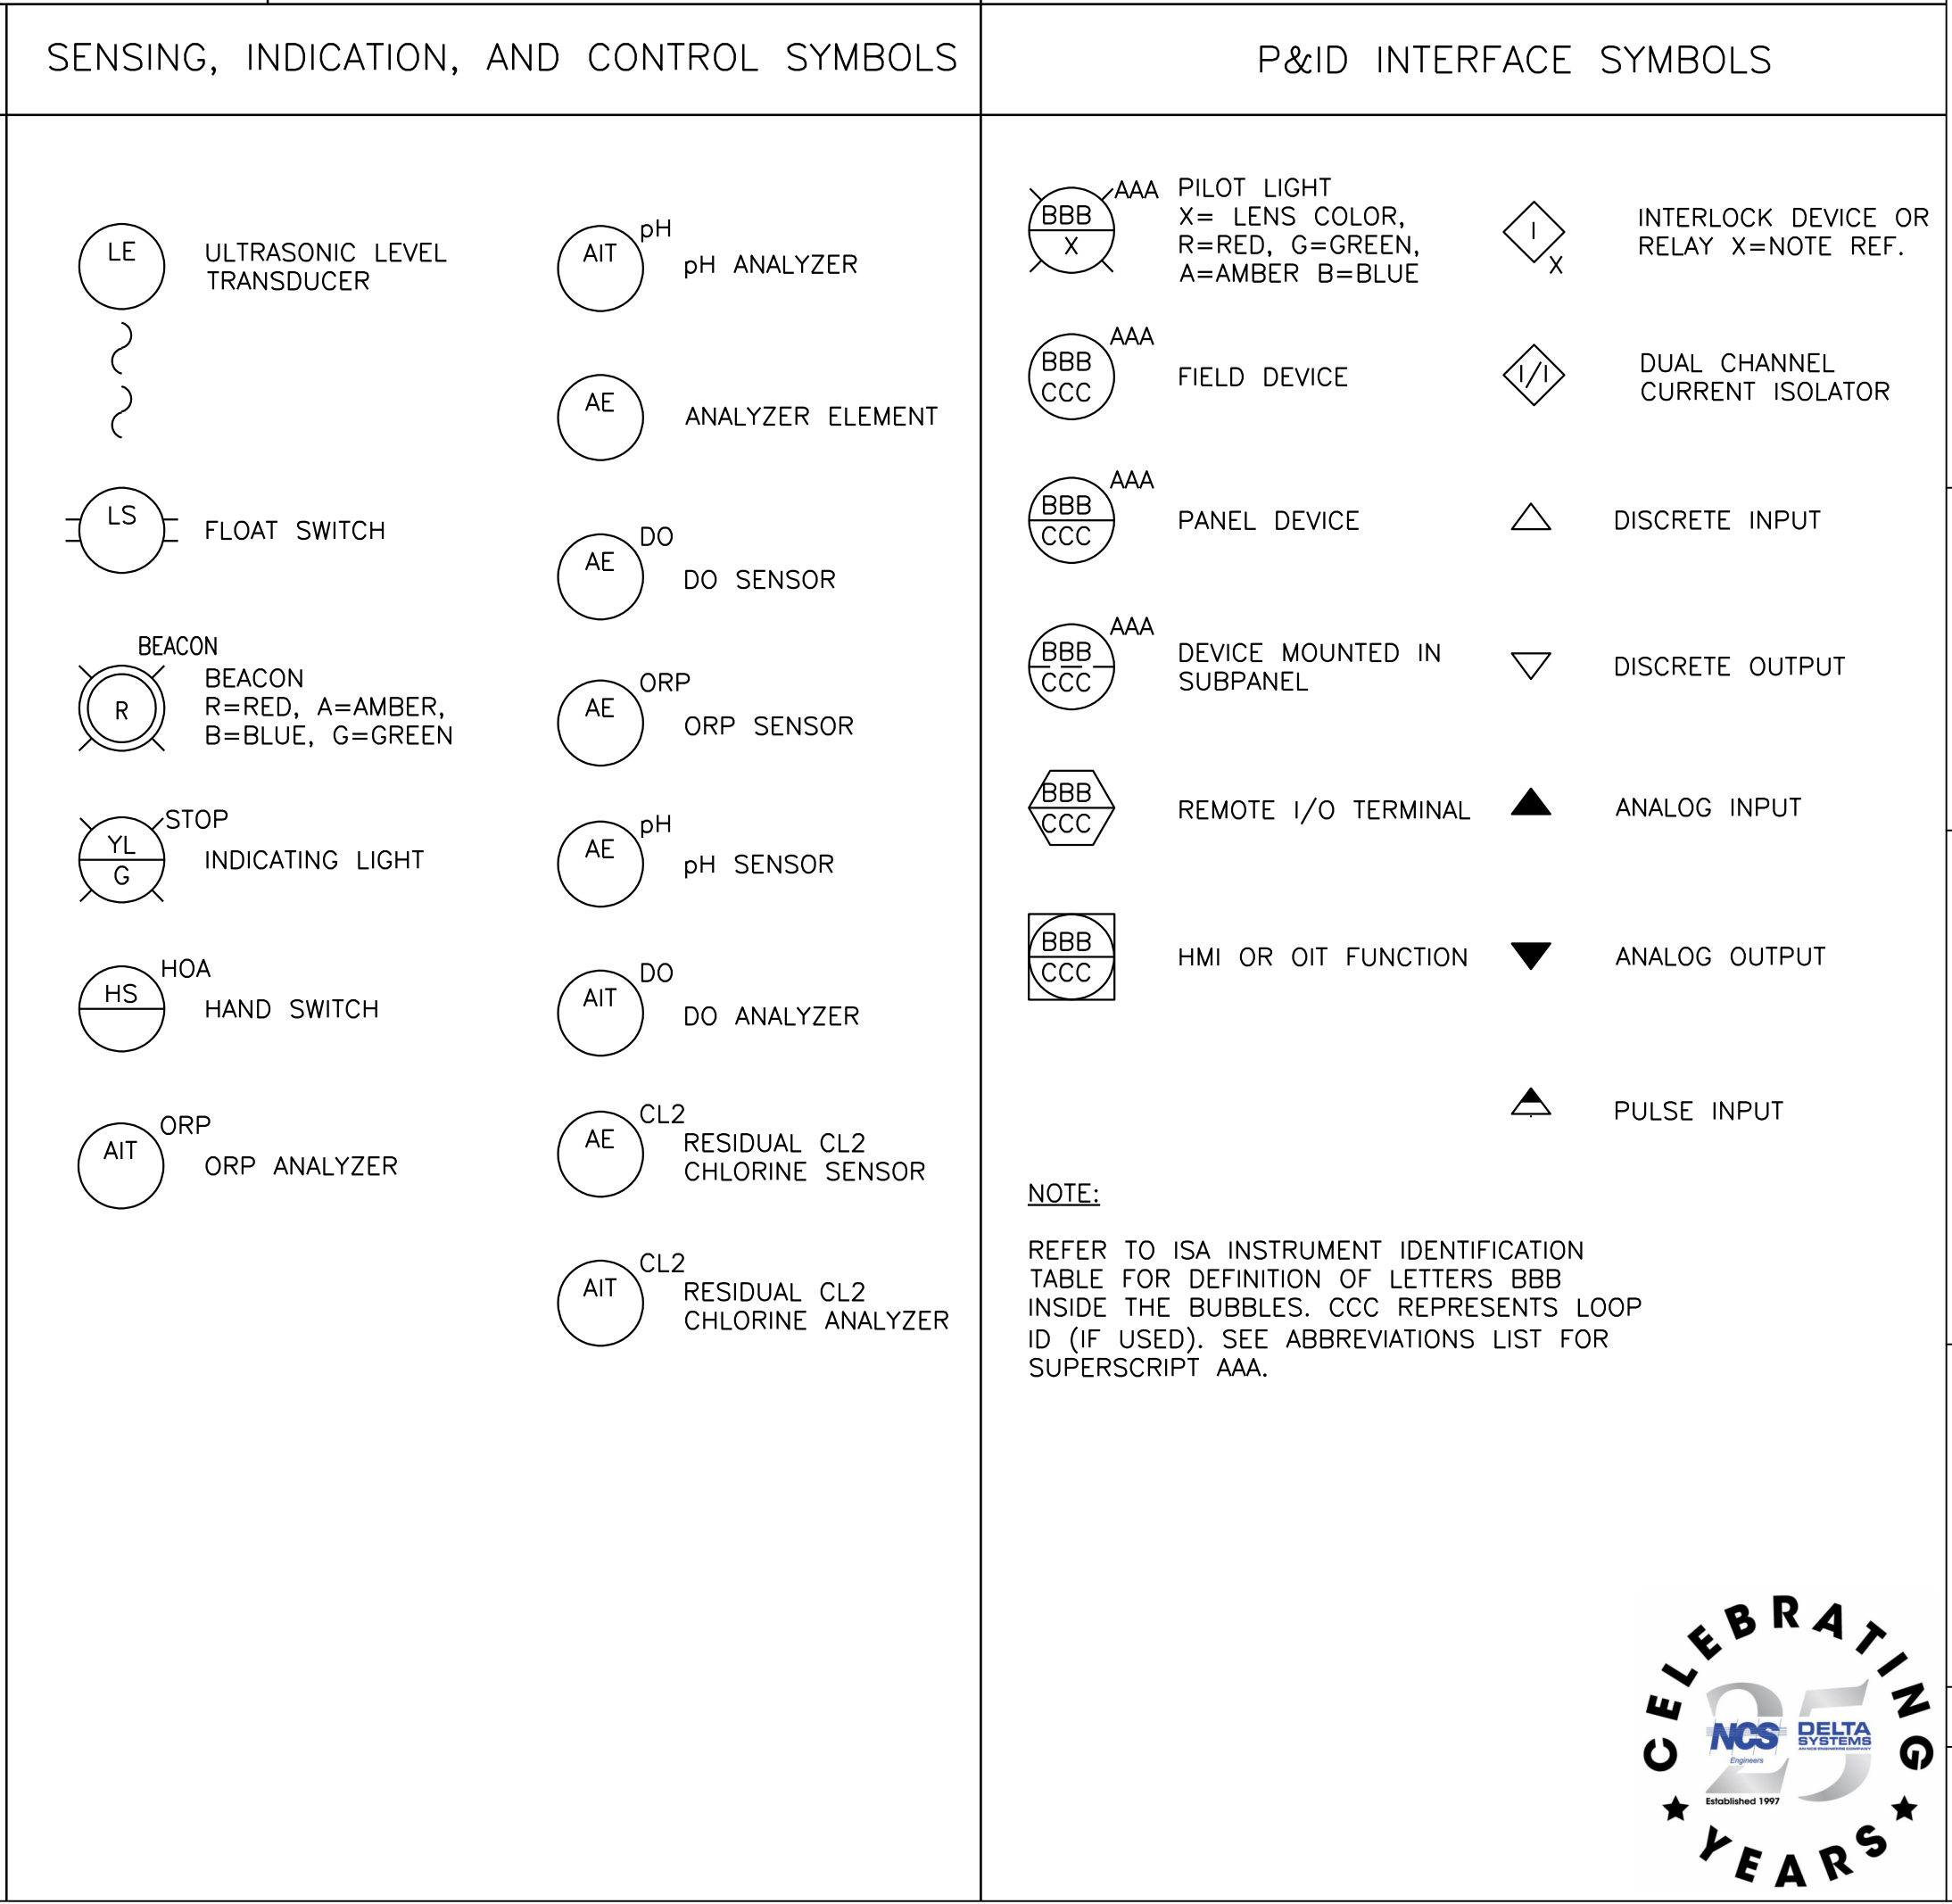 SENSING, INDICATION, AND CONTROL SYMBOLS
LE
ULTRASONIC LEVEL
TRANSDUCER
LS
FLOAT SWITCH
BEACON
R
BEACON
R=RED, A=AMBER,
B=BLUE, G=GREEN
STOP
YL
G
INDICATING LIGHT
HOA
HS
HAND SWITCH
ORP
AIT
ORP ANALYZER
pH
AIT
pH ANALYZER
AE
ANALYZER ELEMENT
DO
AE
DO SENSOR
ORP
AE
ORP SENSOR
pH
AE
pH SENSOR
DO
AIT
DO ANALYZER
CL2
AE
RESIDUAL CL2
CHLORINE SENSOR
CL2
AIT
RESIDUAL CL2
CHLORINE ANALYZER
P&ID INTERFACE SYMBOLS
AAA
BBB
X
PILOT LIGHT
X= LENS COLOR,
R=RED, G=GREEN,
A=AMBER B=BLUE
AAA
BBB
CCC
FIELD DEVICE
AAA
BBB
CCC
PANEL DEVICE
AAA
BBB
CCC
DEVICE MOUNTED IN
SUBPANEL
BBB
CCC
REMOTE I/O TERMINAL
BBB
CCC
HMI OR OIT FUNCTION
I
X
INTERLOCK DEVICE OR
RELAY X=NOTE REF.
I/I
DUAL CHANNEL
CURRENT ISOLATOR
DISCRETE INPUT
DISCRETE OUTPUT
ANALOG INPUT
ANALOG OUTPUT
PULSE INPUT
NOTE:
REFER TO ISA INSTRUMENT IDENTIFICATION
TABLE FOR DEFINITION OF LETTERS BBB
INSIDE THE BUBBLES. CCC REPRESENTS LOOP
ID (IF USED). SEE ABBREVIATIONS LIST FOR
SUPERSCRIPT AAA.
CELEBRATING
25
NCS
Engineers
DELTA
SYSTEMS
AN NCS ENGINEERS COMPANY
Established 1997
YEARS